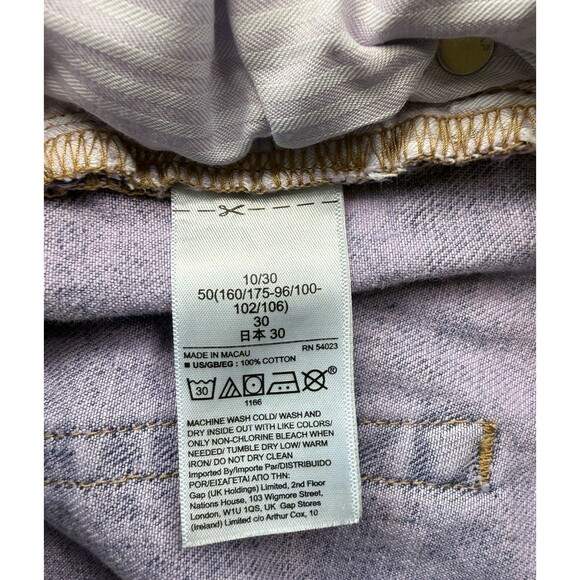 10/30
50(160/175-96/100-
102/106)
30
日本 30
MADE IN MACAU RN 54023
■ US/GB/EG : 100% COTTON
30
1166
MACHINE WASH COLD/ WASH AND
DRY INSIDE OUT WITH LIKE COLORS/
ONLY NON-CHLORINE BLEACH WHEN
NEEDED/ TUMBLE DRY LOW/ WARM
IRON/ DO NOT DRY CLEAN
Imported By/Importe Par/DISTRIBUIDO
POR/ΕΙΣΑΓΕΤΑΙ ΑΠΟ ΤΗΝ:
Gap (UK Holdings) Limited, 2nd Floor
Nations House, 103 Wigmore Street,
London, W1U 1QS, UK Gap Stores
(Ireland) Limited c/o Arthur Cox, 10